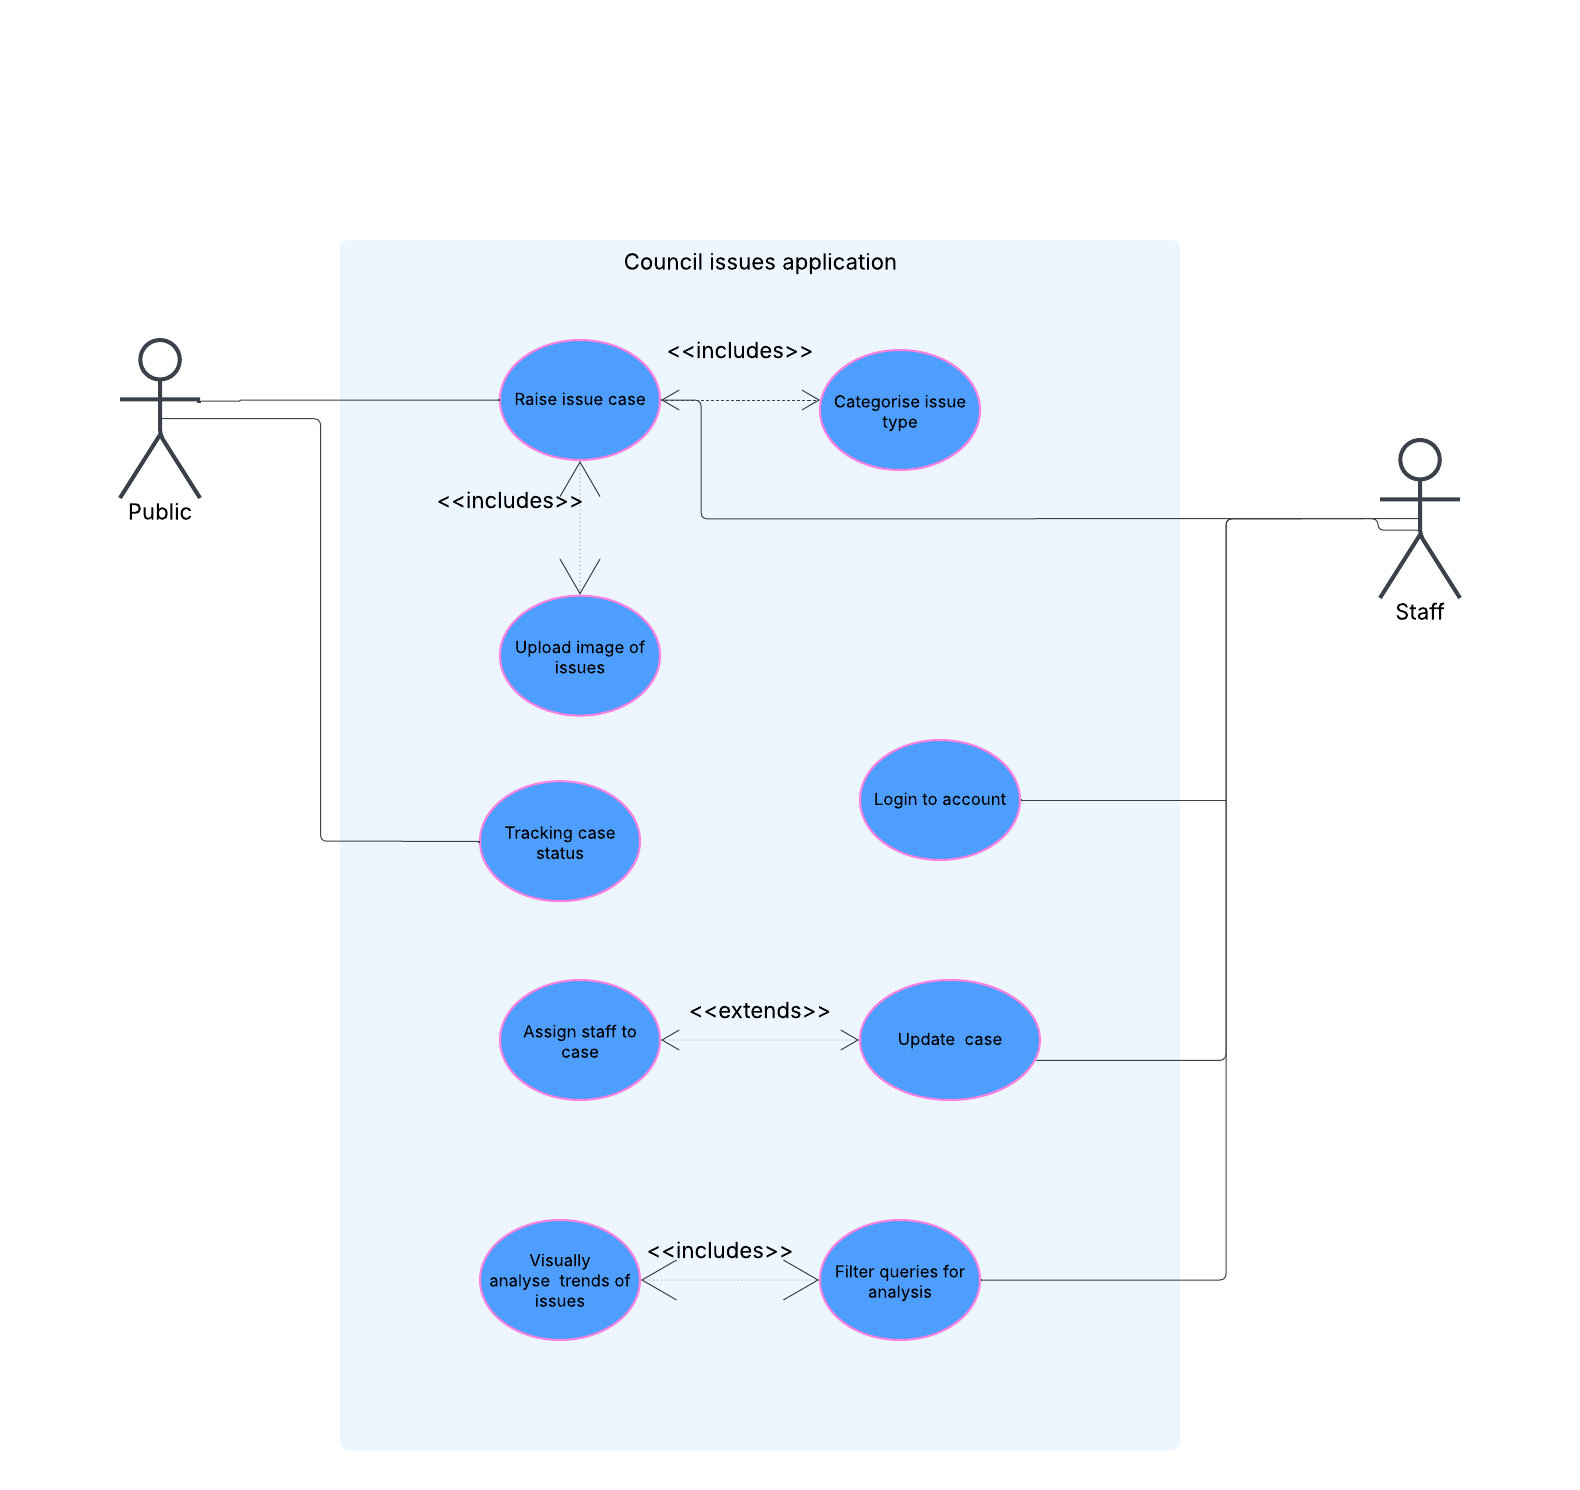 Council issues application
<<includes>>
Raise issue case
Categorise issue
type
<<includes>>
Public
Staff
Upload image of
issues
Login to account
Tracking case
status
<<extends>>
Assign staff to
case
Update  case
<<includes>>
Visually
analyse  trends of
issues
Filter queries for
analysis